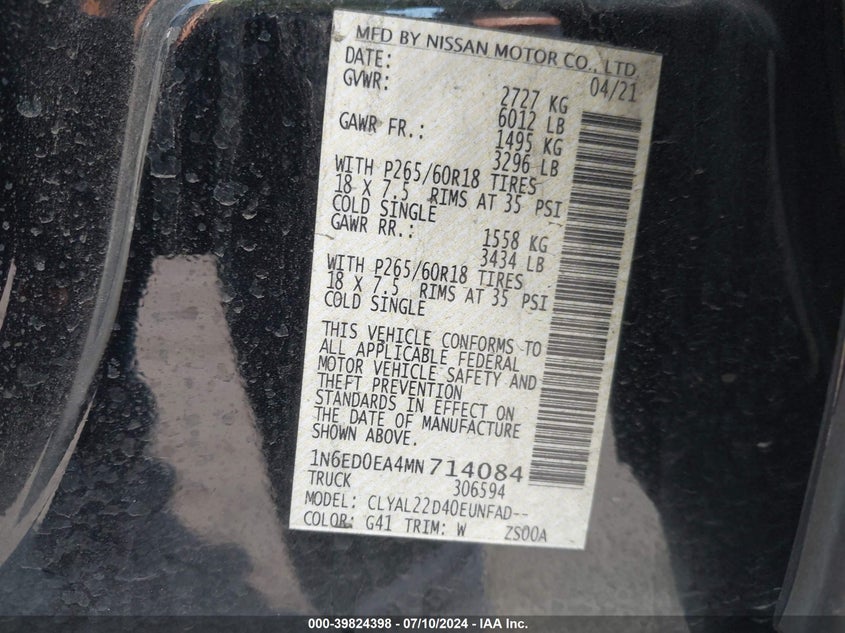 MFD BY NISSAN MOTOR CO., LTD
DATE: 04/21
GVWR: 2727 KG
6012 LB
GAWR FR.: 1495 KG
3296 LB
WITH P265/60R18 TIRES
18 X 7.5 RIMS AT 35 PSI
COLD SINGLE
GAWR RR.: 1558 KG
3434 LB
WITH P265/60R18 TIRES
18 X 7.5 RIMS AT 35 PSI
COLD SINGLE
THIS VEHICLE CONFORMS TO
ALL APPLICABLE FEDERAL
MOTOR VEHICLE SAFETY AND
THEFT PREVENTION
STANDARDS IN EFFECT ON
THE DATE OF MANUFACTURE
SHOWN ABOVE.
1N6ED0EA4MN714084
TRUCK 306594
MODEL: CLYAL22D40EUNFAD--
COLOR: G41 TRIM: W ZS00A
000-39824398 - 07/10/2024 - IAA Inc.